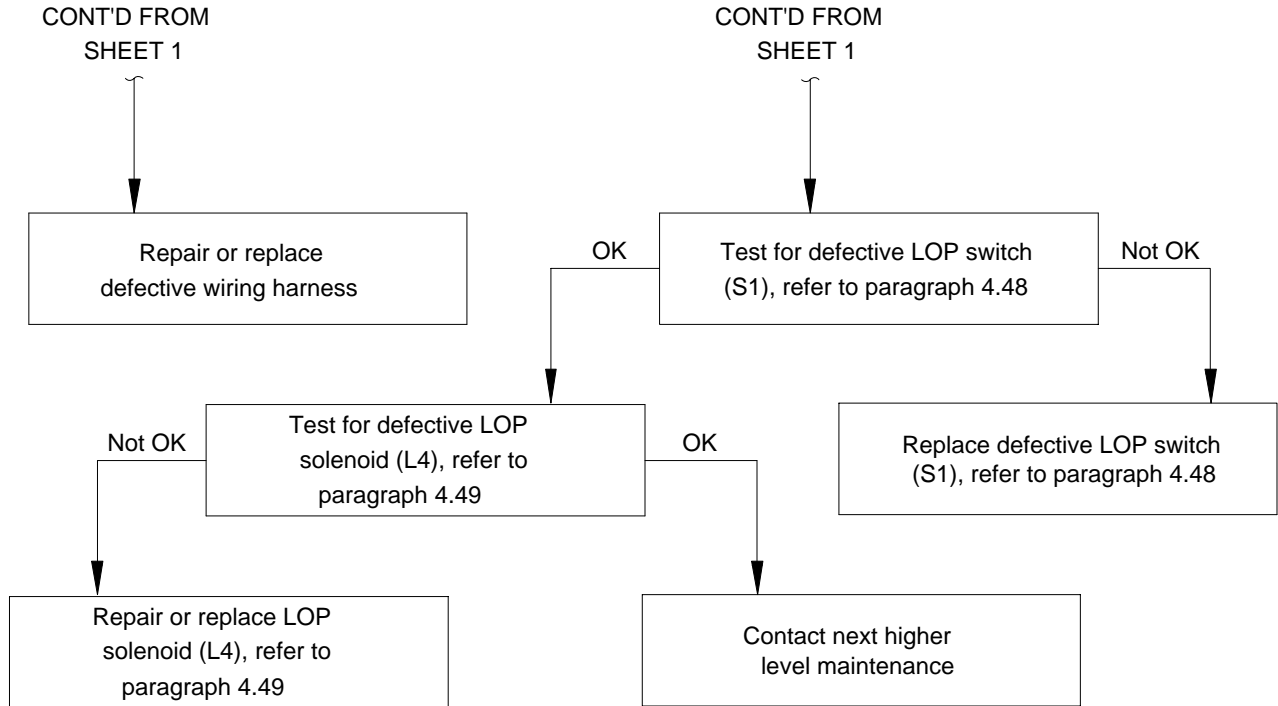 CONT'D FROM
SHEET 1
CONT'D FROM
SHEET 1
Repair or replace
defective wiring harness
OK
Test for defective LOP switch
(S1), refer to paragraph 4.48
Not OK
Not OK
Test for defective LOP
solenoid (L4), refer to
paragraph 4.49
OK
Replace defective LOP switch
(S1), refer to paragraph 4.48
Repair or replace LOP
solenoid (L4), refer to
paragraph 4.49
Contact next higher
level maintenance